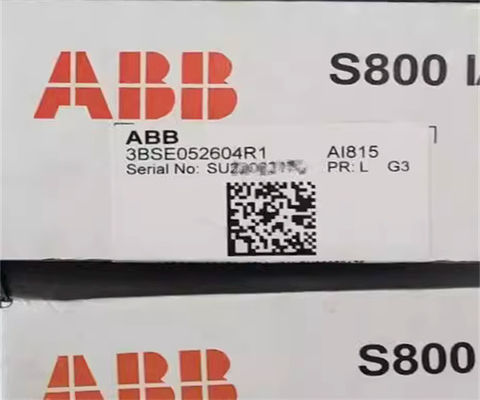 ABB
S800
ABB
3BSE052604R1 AI815
Serial No: PR: L G3
ABB
S800